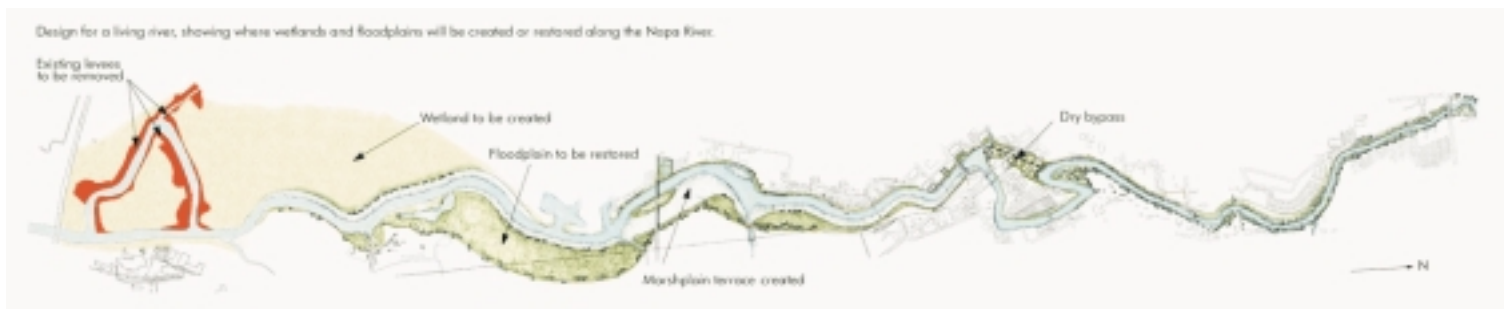 Design for a living river, showing where wetlands and floodplains will be created or restored along the Napa River.
Existing levees
to be removed
Wetland to be created
Dry bypass
Floodplain to be restored
Marshplain terrace created
N